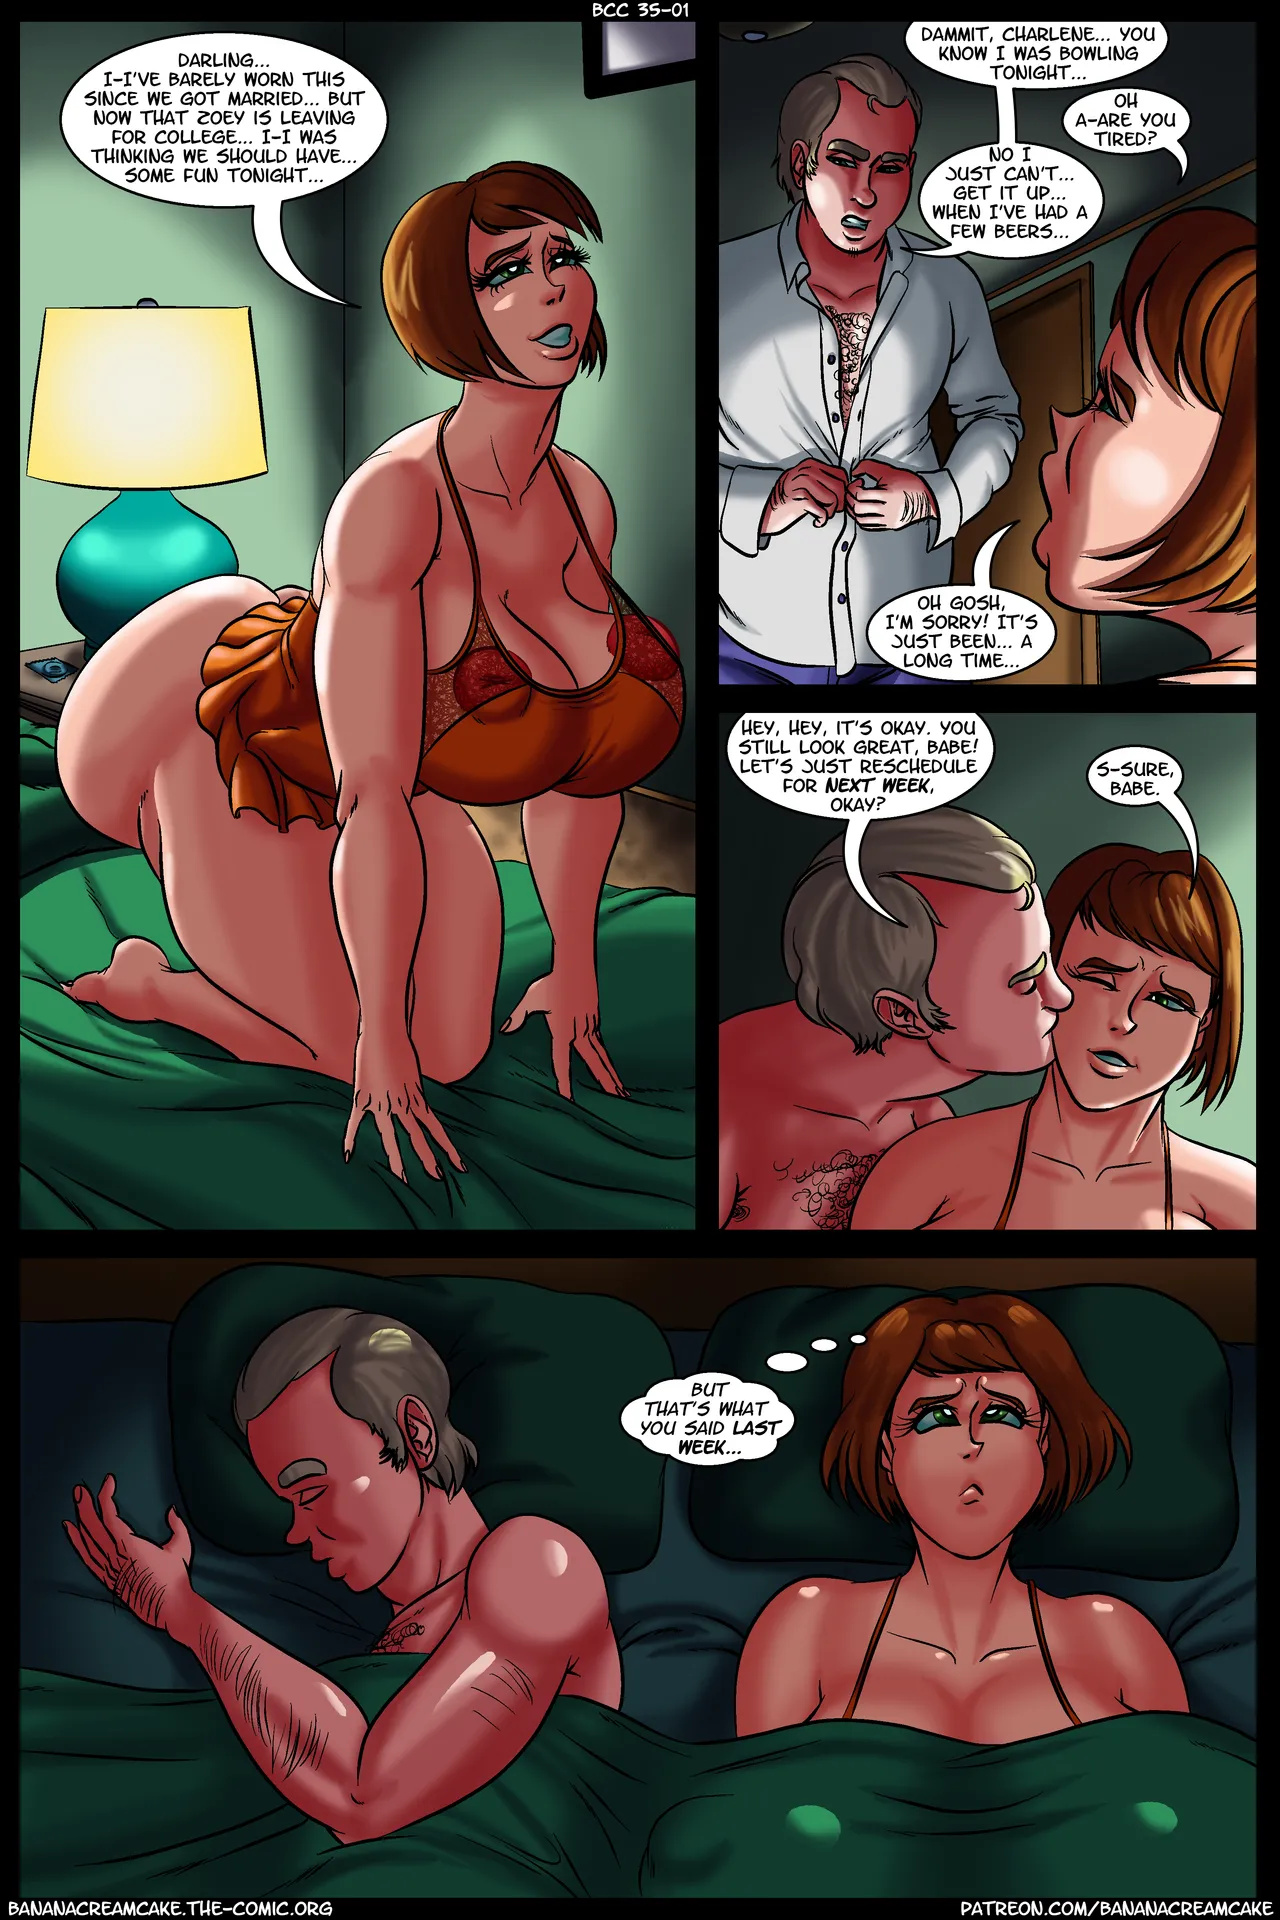 BCC 35-01
DARLING...
I-I'VE BARELY WORN THIS
SINCE WE GOT MARRIED... BUT
NOW THAT ZOEY IS LEAVING
FOR COLLEGE... I-I WAS
THINKING WE SHOULD HAVE...
SOME FUN TONIGHT...
DAMMIT, CHARLENE... YOU
KNOW I WAS BOWLING
TONIGHT...
OH
A-ARE YOU
TIRED?
NO I
JUST CAN'T...
GET IT UP...
WHEN I'VE HAD A
FEW BEERS...
OH GOSH,
I'M SORRY! IT'S
JUST BEEN... A
LONG TIME...
HEY, HEY, IT'S OKAY. YOU
STILL LOOK GREAT, BABE!
LET'S JUST RESCHEDULE
FOR NEXT WEEK,
OKAY?
S-SURE,
BABE.
BUT
THAT'S WHAT
YOU SAID LAST
WEEK...
BANANACREAMCAKE.THE-COMIC.ORG
PATREON.COM/BANANACREAMCAKE